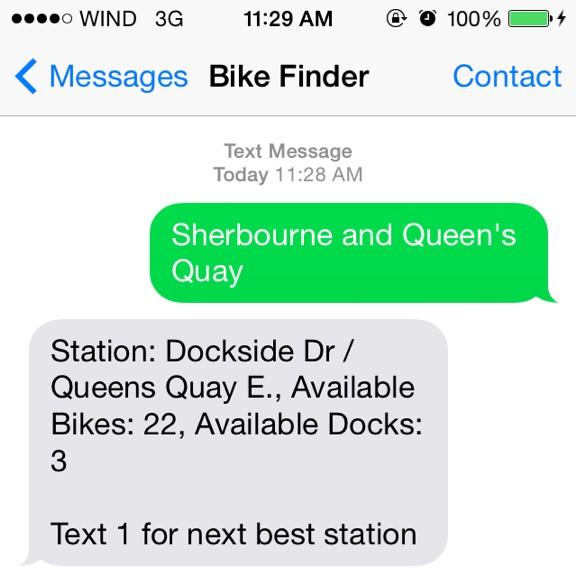 WIND 3G 11:29 AM 100%
Messages Bike Finder Contact
Text Message
Today 11:28 AM
Sherbourne and Queen's
Quay
Station: Dockside Dr /
Queens Quay E., Available
Bikes: 22, Available Docks:
3
Text 1 for next best station